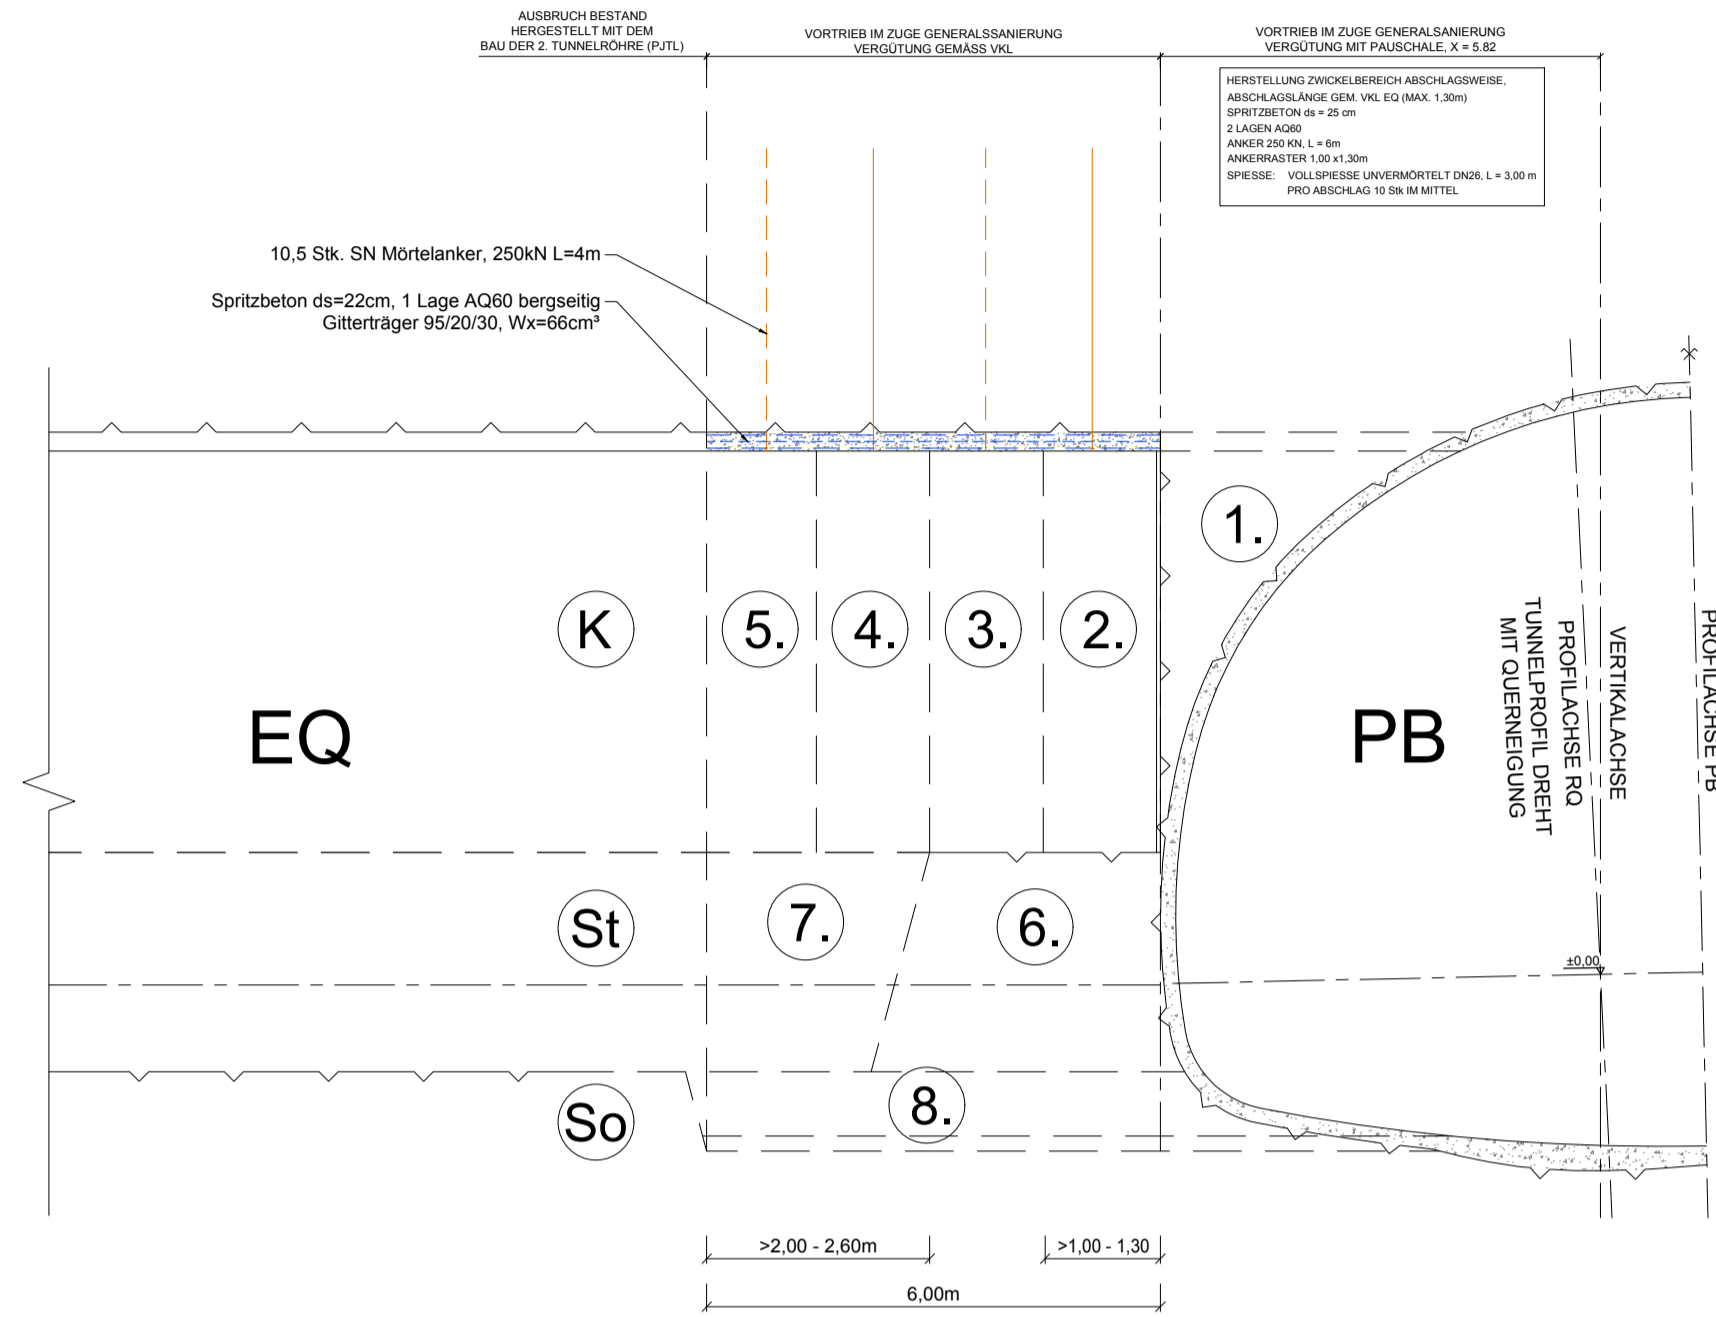 AUSBRUCH BESTAND
HERGESTELLT MIT DEM
BAU DER 2. TUNNELRÖHRE (PJTL)
VORTRIEB IM ZUGE GENERALSSANIERUNG
VERGÜTUNG GEMÄSS VKL
VORTRIEB IM ZUGE GENERALSANIERUNG
VERGÜTUNG MIT PAUSCHALE, X = 5.82
HERSTELLUNG ZWICKELBEREICH ABSCHLAGSWEISE,
ABSCHLAGSLÄNGE GEM. VKL EQ (MAX. 1,30m)
SPRITZBETON ds = 25 cm
2 LAGEN AQ60
ANKER 250 KN, L = 6m
ANKERRASTER 1,00 x1,30m
SPIESSE: VOLLSPIESSE UNVERMÖRTELT DN26, L = 3,00 m
PRO ABSCHLAG 10 Stk IM MITTEL
10,5 Stk. SN Mörtelanker, 250kN L=4m
Spritzbeton ds=22cm, 1 Lage AQ60 bergseitig
Gitterträger 95/20/30, Wx=66cm³
1.
K
5.
4.
3.
2.
EQ
PB
MIT QUERNEIGUNG
TUNNELPROFIL DREHT
PROFILACHSE RQ
VERTIKALACHSE
PROFILACHSE PB
St
7.
6.
±0,00
So
8.
>2,00 - 2,60m
>1,00 - 1,30
6,00m